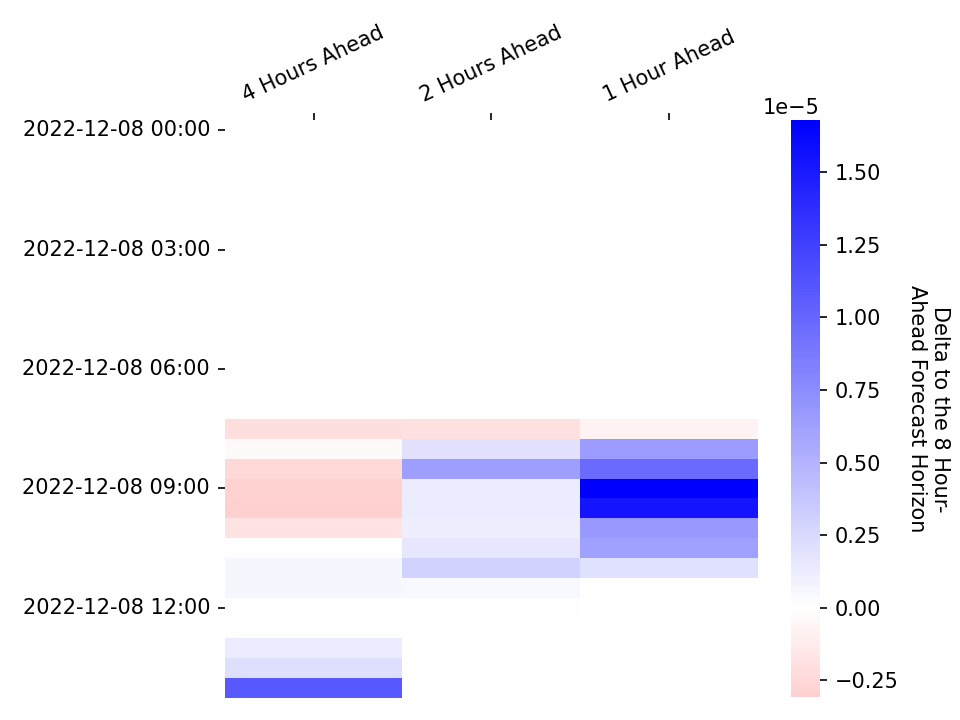 4 Hours Ahead
2 Hours Ahead
1 Hour Ahead
1e−5
2022-12-08 00:00
2022-12-08 03:00
2022-12-08 06:00
2022-12-08 09:00
2022-12-08 12:00
1.50
1.25
1.00
0.75
0.50
0.25
0.00
−0.25
Delta to the 8 Hour-
Ahead Forecast Horizon